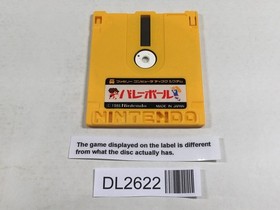 ファミリーコンピュータ ディスクシステム
バレーボール
© 1986 Nintendo
MADE IN JAPAN
NINTENDO
The game displayed on the label is different
from what the disc actually has.
DL2622